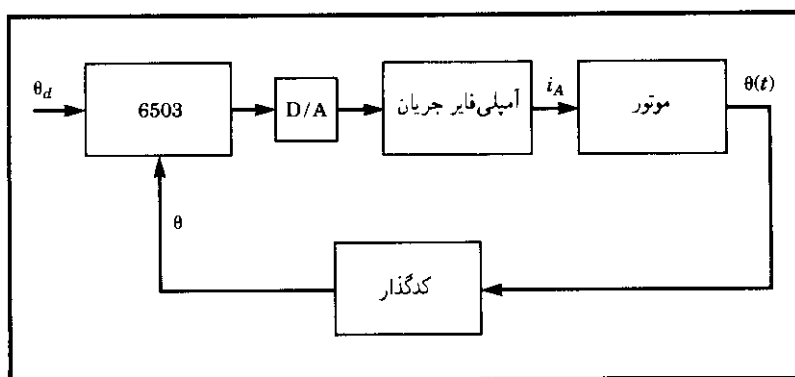 θd
6503
D/A
آمپلی‌فایر جریان
iA
موتور
θ(t)
θ
کدگذار